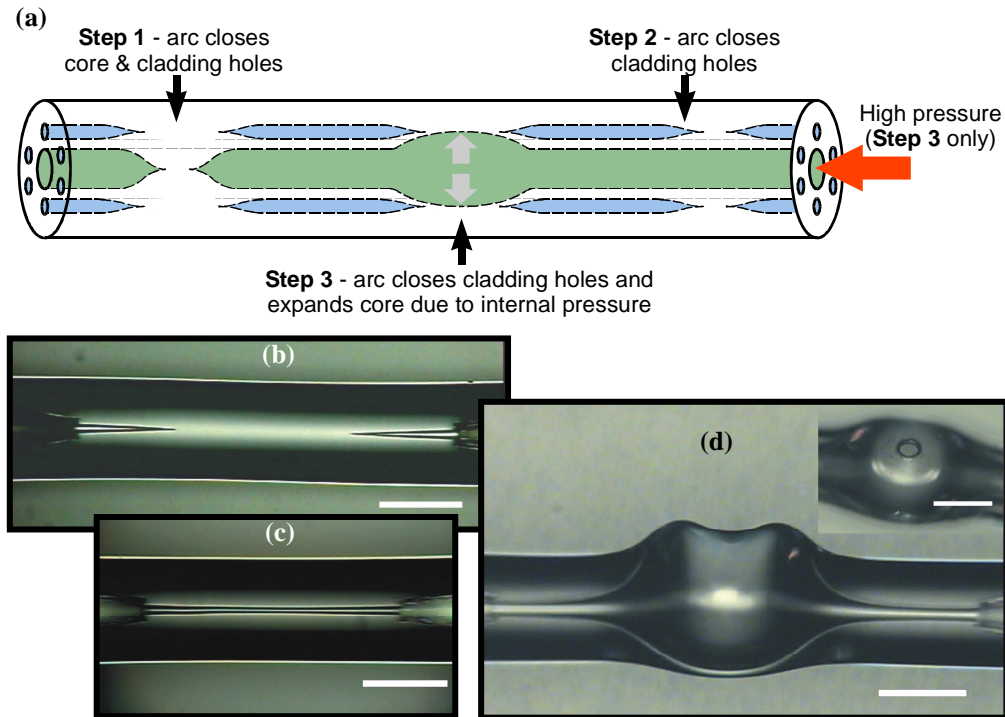 (a)
Step 1 - arc closes
core & cladding holes
Step 2 - arc closes
cladding holes
High pressure
(Step 3 only)
Step 3 - arc closes cladding holes and
expands core due to internal pressure
(b)
(c)
(d)